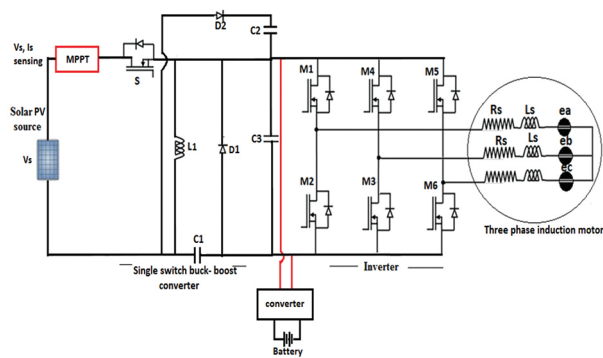 D2
C2
Vs, Is
sensing
MPPT
S
M1
M4
M5
Solar PV
source
Vs
L1
D1
C3
Rs
Ls
ea
Rs
Ls
eb
ec
M2
M3
M6
C1
Three phase induction motor
Single switch buck- boost
converter
Inverter
converter
Battery